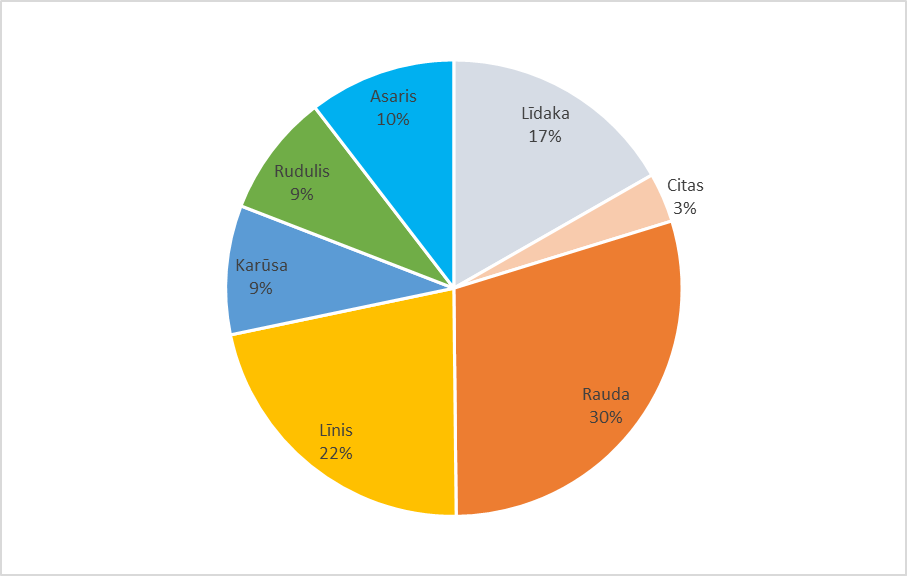 Asaris
10%
Līdaka
17%
Citas
3%
Rudulis
9%
Karūsa
9%
Rauda
30%
Līnis
22%